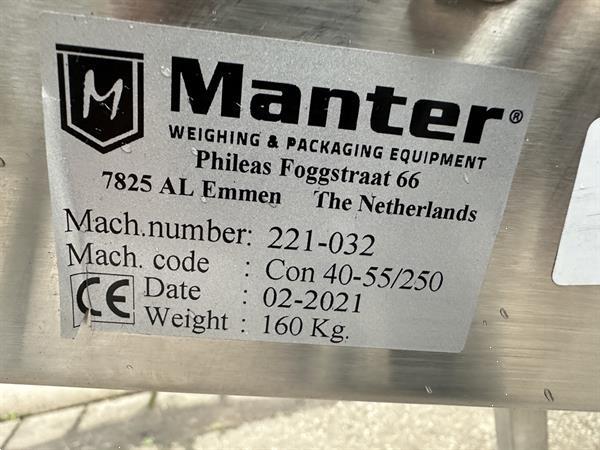 M Manter®
WEIGHING & PACKAGING EQUIPMENT
Phileas Foggstraat 66
7825 AL Emmen The Netherlands
Mach.number: 221-032
Mach. code : Con 40-55/250
CE Date : 02-2021
Weight : 160 Kg.